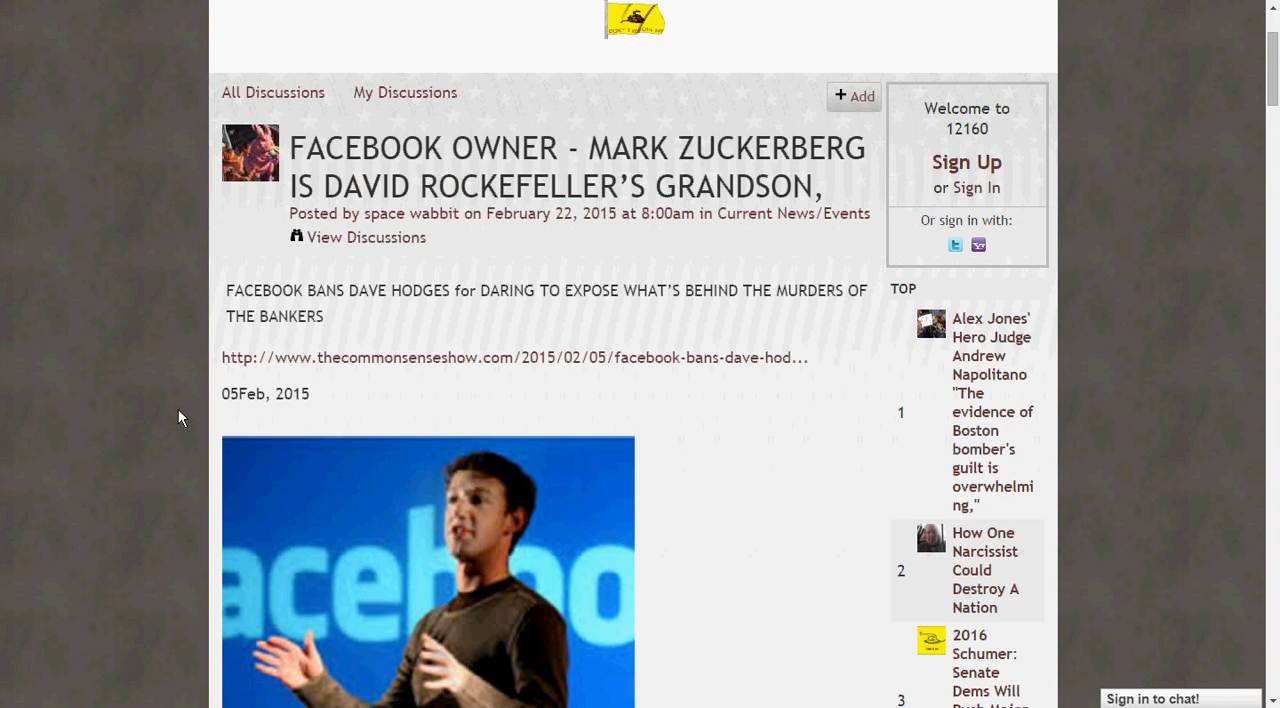 All Discussions My Discussions
+ Add
FACEBOOK OWNER - MARK ZUCKERBERG
IS DAVID ROCKEFELLER’S GRANDSON,
Posted by space wabbit on February 22, 2015 at 8:00am in Current News/Events
View Discussions
FACEBOOK BANS DAVE HODGES for DARING TO EXPOSE WHAT’S BEHIND THE MURDERS OF
THE BANKERS
http://www.thecommonsenseshow.com/2015/02/05/facebook-bans-dave-hod...
05Feb, 2015
aceboo
Welcome to
12160
Sign Up
or Sign In
Or sign in with:
TOP
1
Alex Jones'
Hero Judge
Andrew
Napolitano
"The
evidence of
Boston
bomber's
guilt is
overwhelmi
ng,"
2
How One
Narcissist
Could
Destroy A
Nation
3
2016
Schumer:
Senate
Dems Will
Sign in to chat!